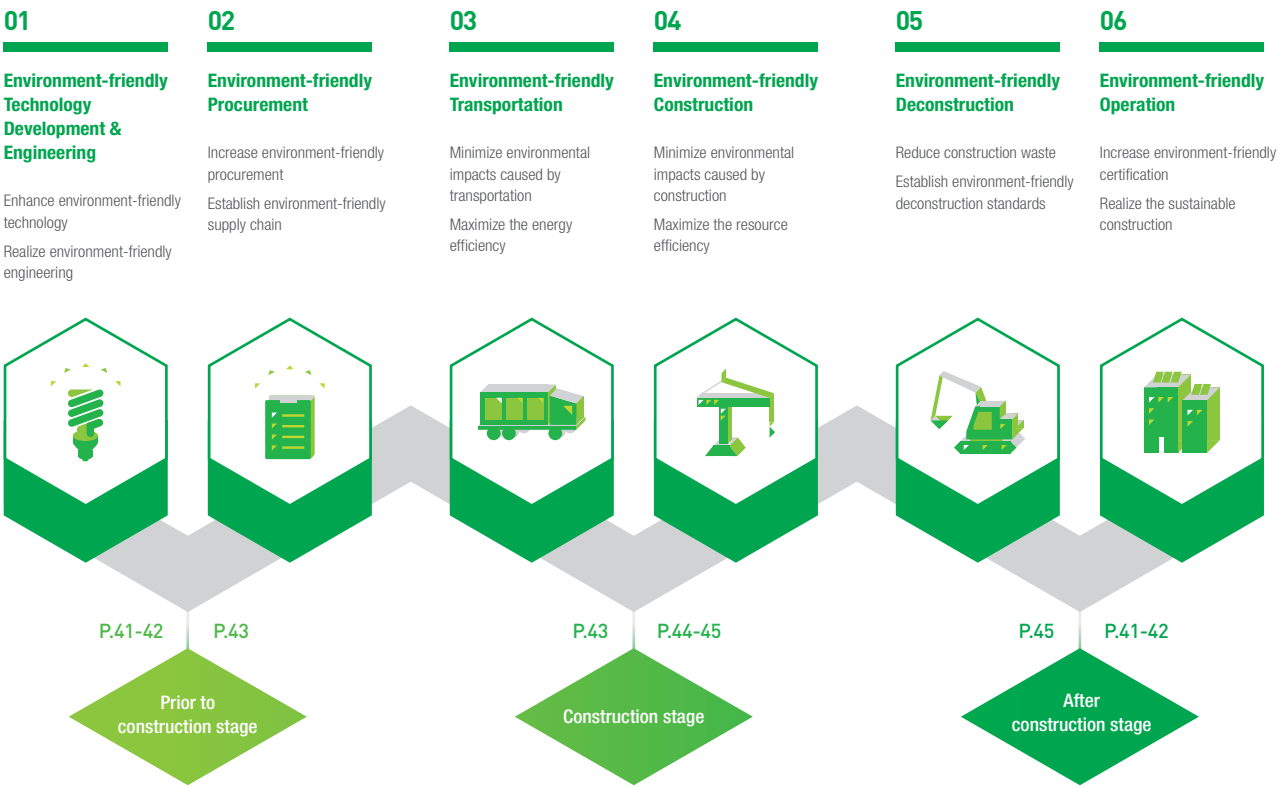 01
Environment-friendly
Technology
Development &
Engineering
Enhance environment-friendly
technology
Realize environment-friendly
engineering
02
Environment-friendly
Procurement
Increase environment-friendly
procurement
Establish environment-friendly
supply chain
03
Environment-friendly
Transportation
Minimize environmental
impacts caused by
transportation
Maximize the energy
efficiency
04
Environment-friendly
Construction
Minimize environmental
impacts caused by
construction
Maximize the resource
efficiency
05
Environment-friendly
Deconstruction
Reduce construction waste
Establish environment-friendly
deconstruction standards
06
Environment-friendly
Operation
Increase environment-friendly
certification
Realize the sustainable
construction
P.41-42
P.43
Prior to
construction stage
P.43
P.44-45
Construction stage
P.45
P.41-42
After
construction stage